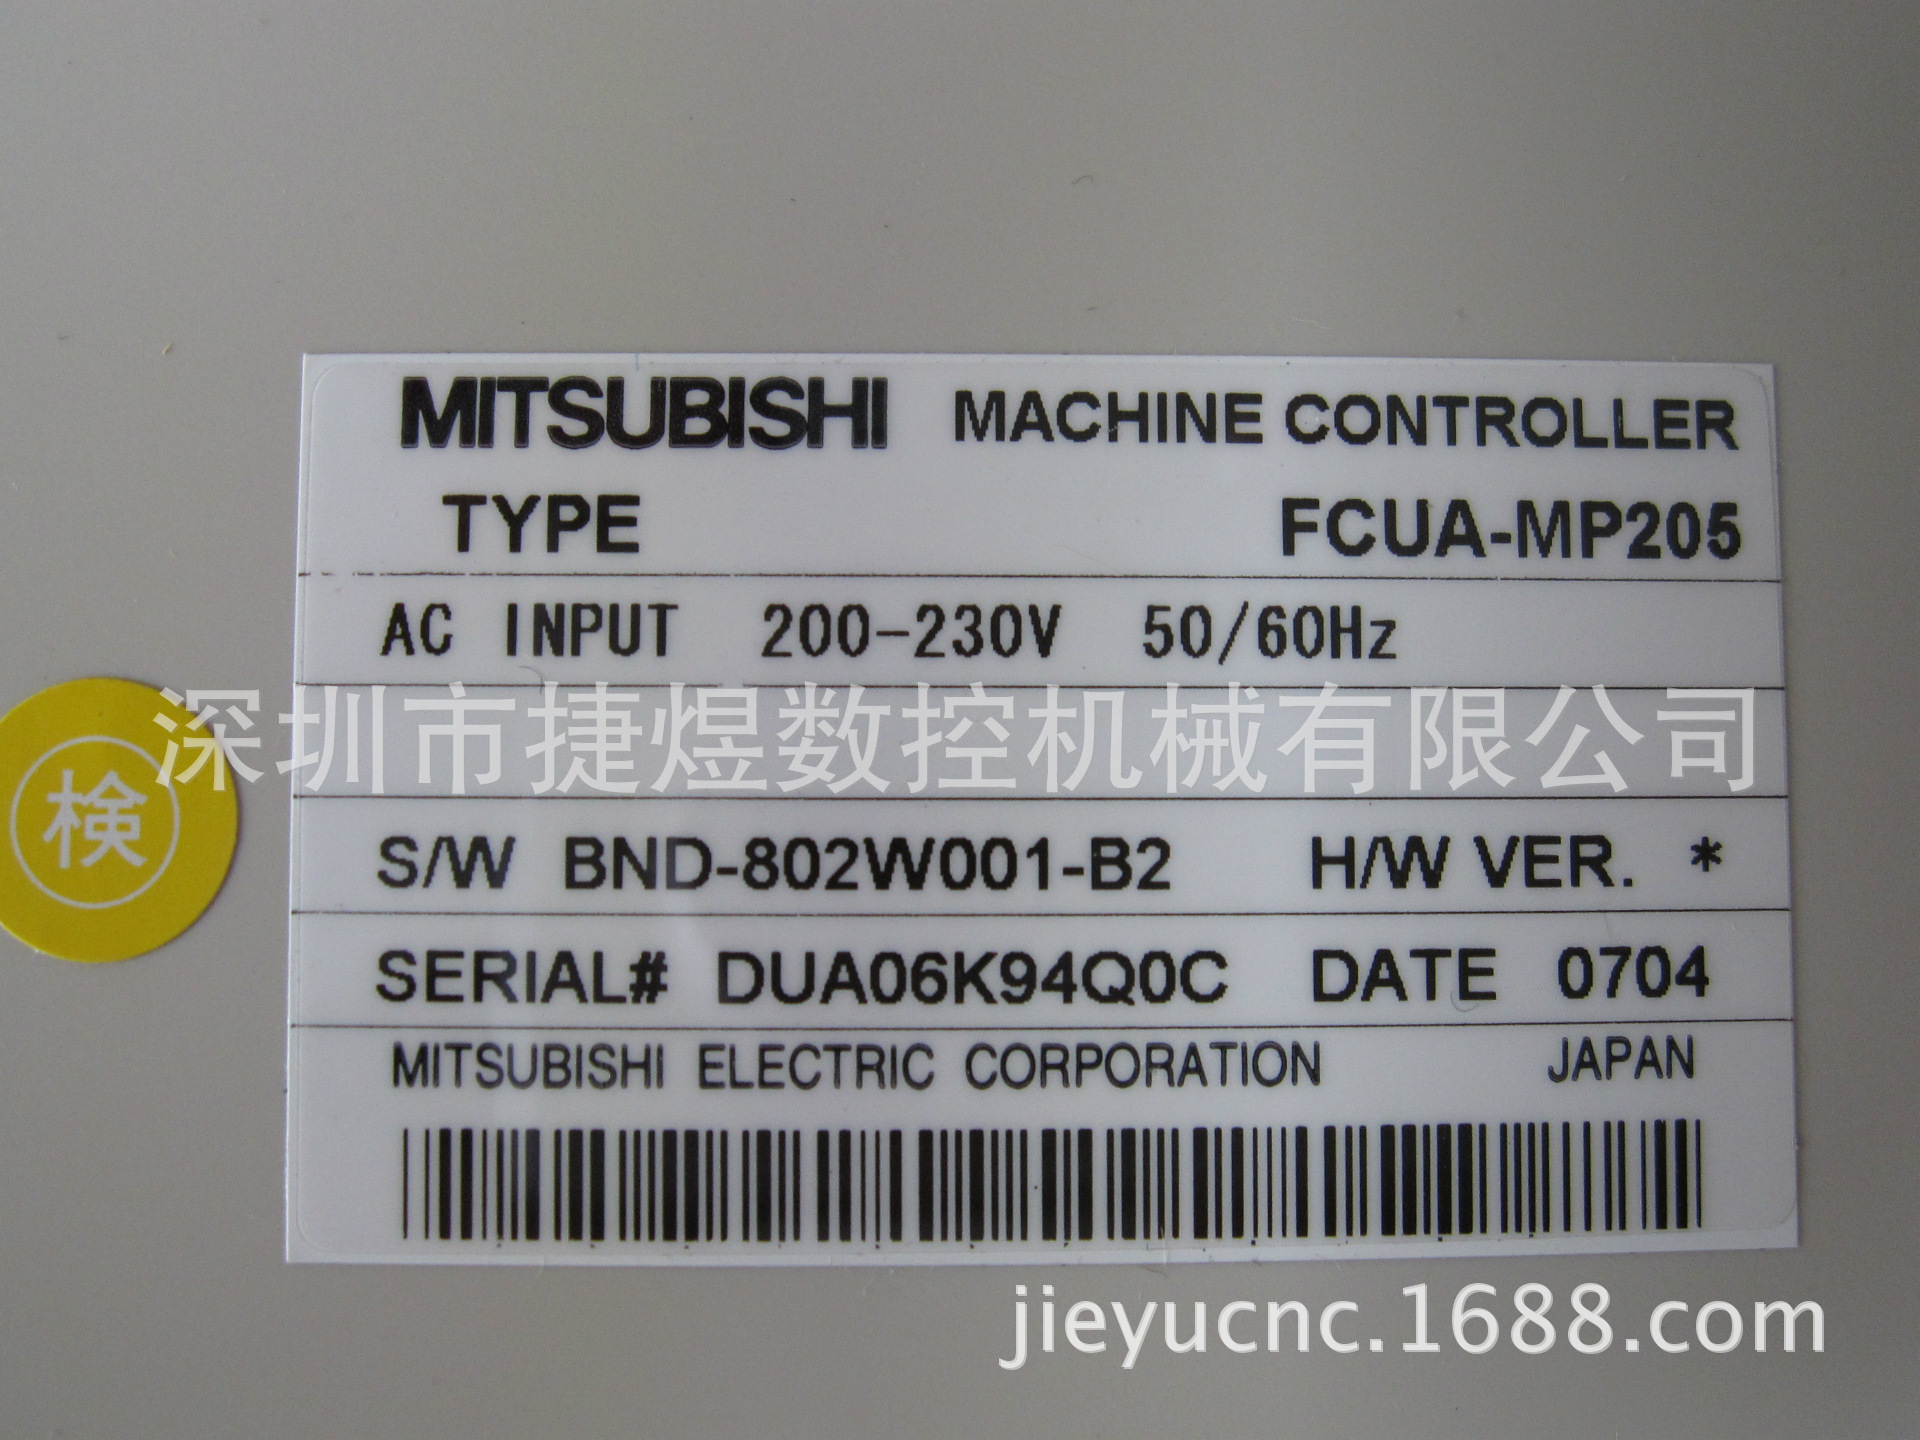 MITSUBISHI MACHINE CONTROLLER
TYPE FCUA-MP205
AC INPUT 200-230V 50/60Hz
深圳市捷煜数控机械有限公司
検
S/W BND-802W001-B2 H/W VER. *
SERIAL# DUA06K94Q0C DATE 0704
MITSUBISHI ELECTRIC CORPORATION JAPAN
jieyucnc.1688.com